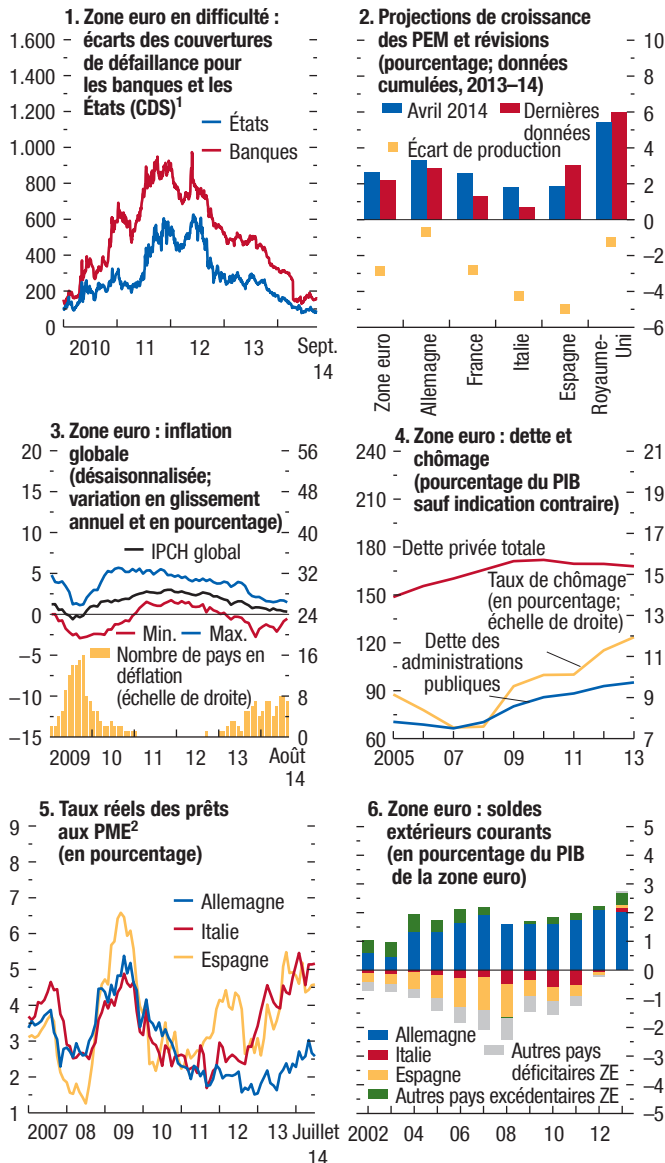 1. Zone euro en difficulté :
écarts des couvertures
de défaillance pour
les banques et les
États (CDS)1
1.600
1.400
1.200
1.000
800
600
400
200
0
États
Banques
2010 11 12 13 Sept.
14
2. Projections de croissance
des PEM et révisions
(pourcentage; données
cumulées, 2013–14)
Avril 2014
Dernières
données
Écart de production
10
8
6
4
2
0
–2
–4
–6
Zone euro
Allemagne
France
Italie
Espagne
Royaume-
Uni
3. Zone euro : inflation
globale
(désaisonnalisée;
variation en glissement
annuel et en pourcentage)
20
15
10
5
0
–5
–10
–15
56
48
40
32
24
16
8
0
IPCH global
Min.
Max.
Nombre de pays en
déflation
(échelle de droite)
2009 10 11 12 13 Août
14
4. Zone euro : dette et
chômage
(pourcentage du PIB
sauf indication contraire)
240
210
180
150
120
90
60
21
19
17
15
13
11
9
7
Dette privée totale
Taux de chômage
(en pourcentage;
échelle de droite)
Dette des
administrations
publiques
2005 07 09 11 13
5. Taux réels des prêts
aux PME2
(en pourcentage)
9
8
7
6
5
4
3
2
1
Allemagne
Italie
Espagne
2007 08 09 10 11 12 13 Juillet
14
6. Zone euro : soldes
extérieurs courants
(en pourcentage du PIB
de la zone euro)
5
4
3
2
1
0
–1
–2
–3
–4
–5
Allemagne
Italie
Espagne
Autres pays
déficitaires ZE
Autres pays excédentaires ZE
2002 04 06 08 10 12